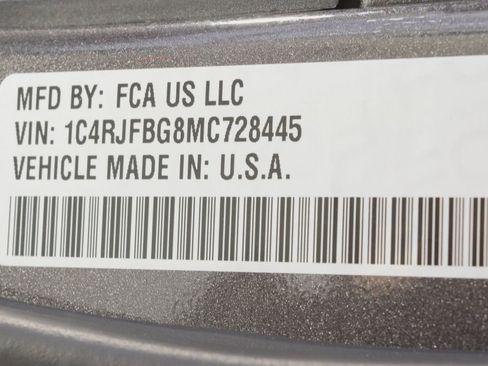 MFD BY: FCA US LLC
VIN: 1C4RJFBG8MC728445
VEHICLE MADE IN: U.S.A.